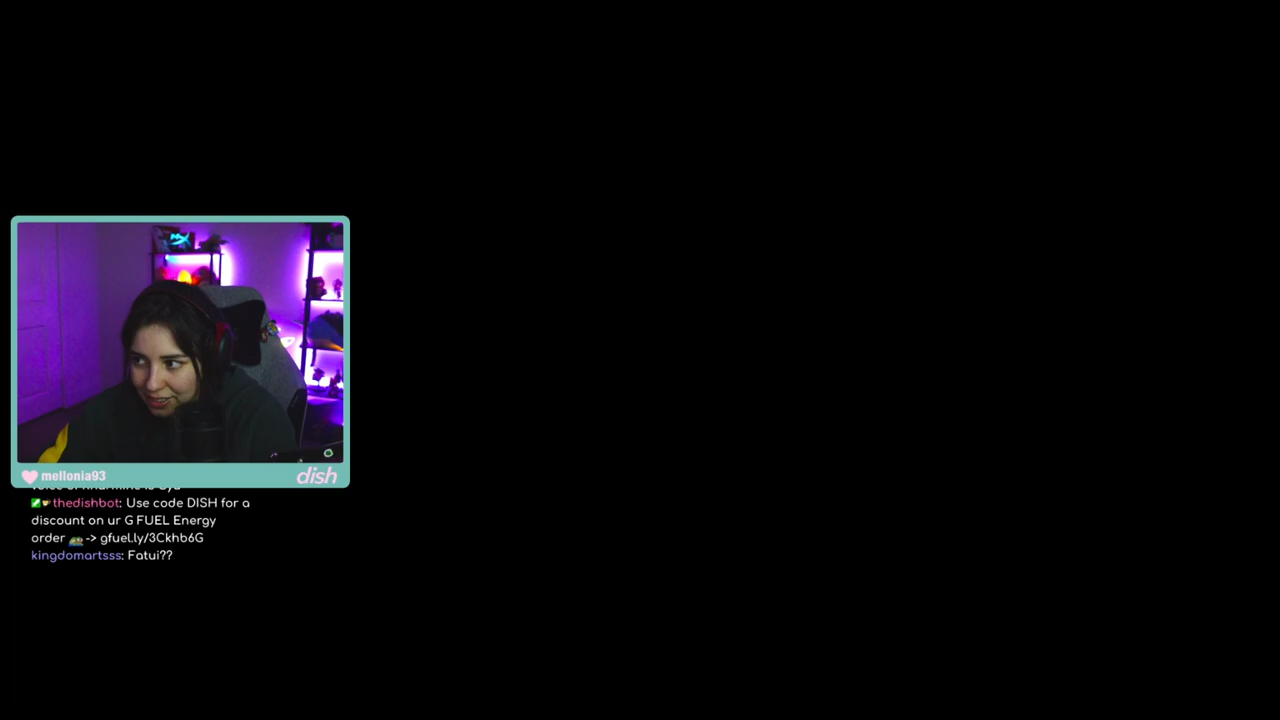 mellonia93
dish
thedishbot: Use code DISH for a
discount on ur G FUEL Energy
order -> gfuel.ly/3Ckhb6G
kingdomartsss: Fatui??